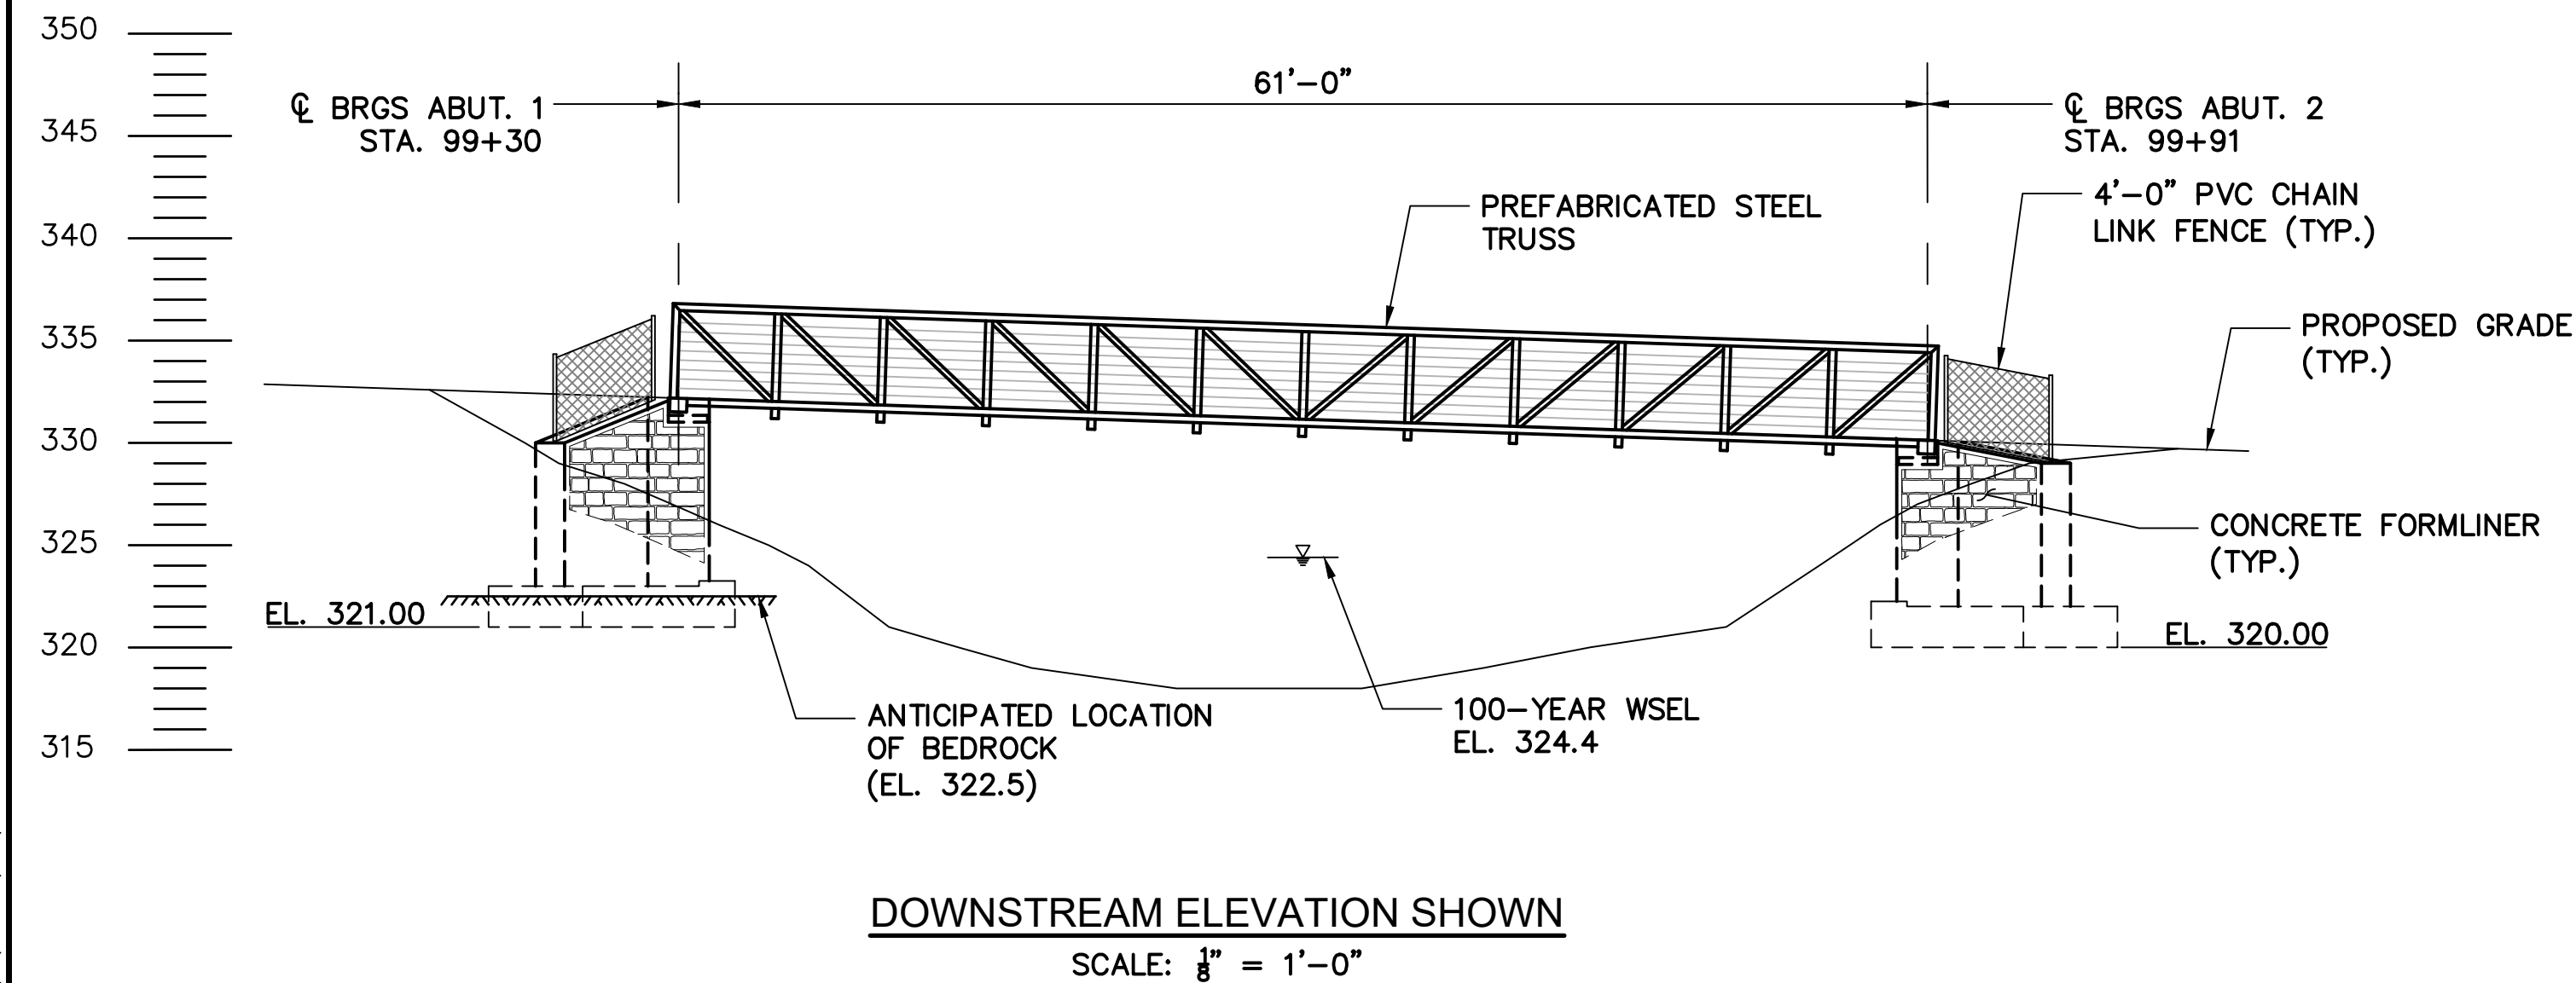 350
345
340
335
330
325
320
315
61'-0"
℄ BRGS ABUT. 1
STA. 99+30
℄ BRGS ABUT. 2
STA. 99+91
PREFABRICATED STEEL
TRUSS
4'-0" PVC CHAIN
LINK FENCE (TYP.)
PROPOSED GRADE
(TYP.)
CONCRETE FORMLINER
(TYP.)
EL. 321.00
EL. 320.00
ANTICIPATED LOCATION
OF BEDROCK
(EL. 322.5)
100-YEAR WSEL
EL. 324.4
DOWNSTREAM ELEVATION SHOWN
SCALE: 1/8" = 1'-0"